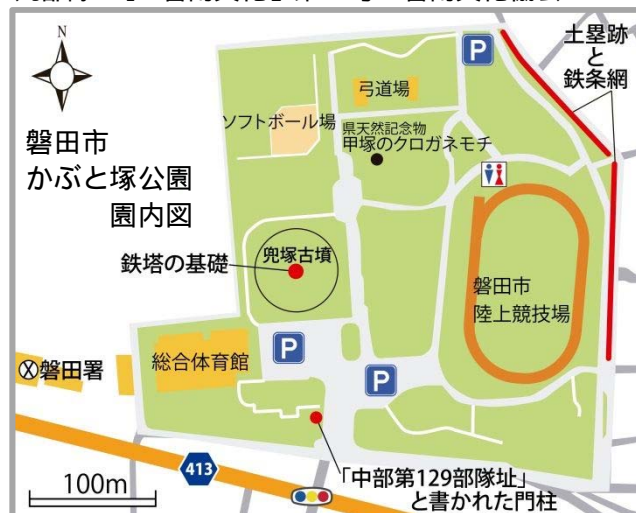 N
磐田市
かぶと塚公園
園内図
土塁跡
と
鉄条網
P
弓道場
ソフトボール場
県天然記念物
甲塚のクロガネモチ
兜塚古墳
鉄塔の基礎
磐田市
陸上競技場
総合体育館
P
P
磐田署
413
100m
「中部第129部隊址」
と書かれた門柱